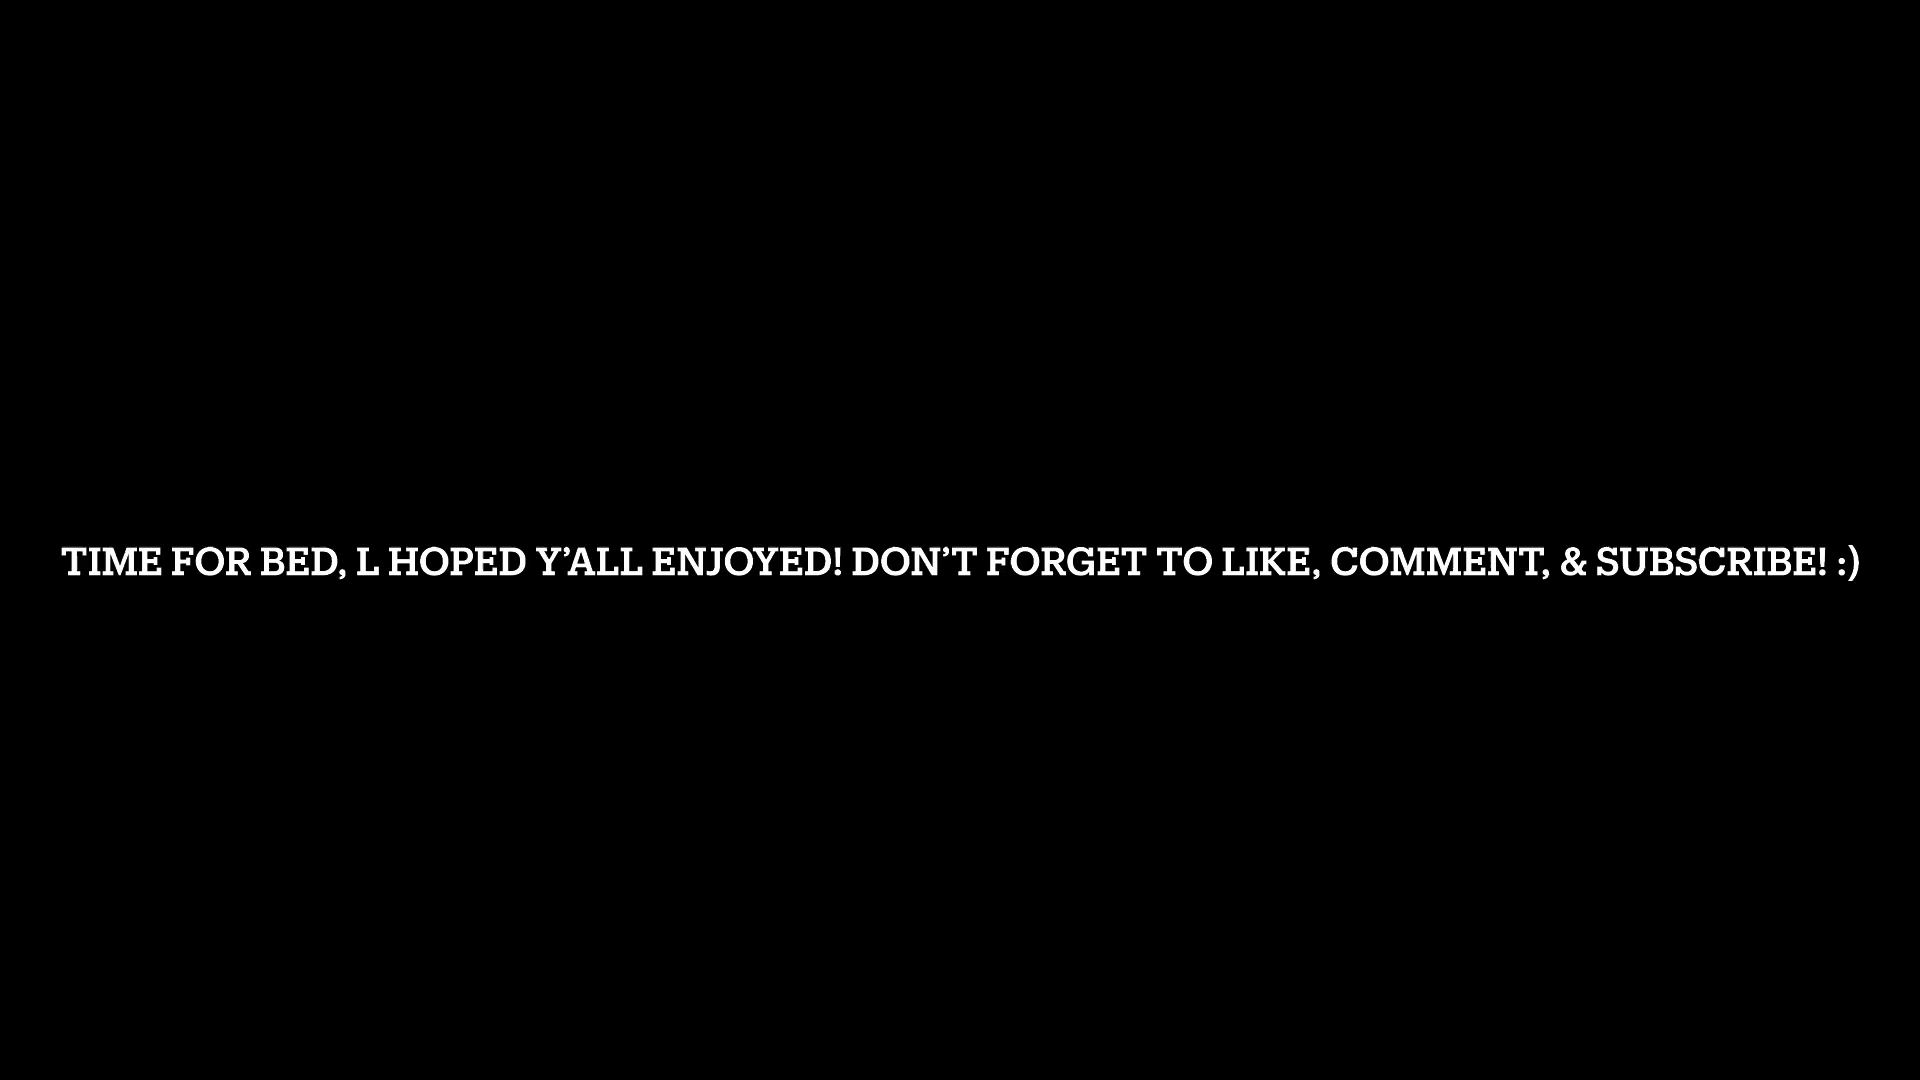 TIME FOR BED, L HOPED Y’ALL ENJOYED! DON’T FORGET TO LIKE, COMMENT, & SUBSCRIBE! :)